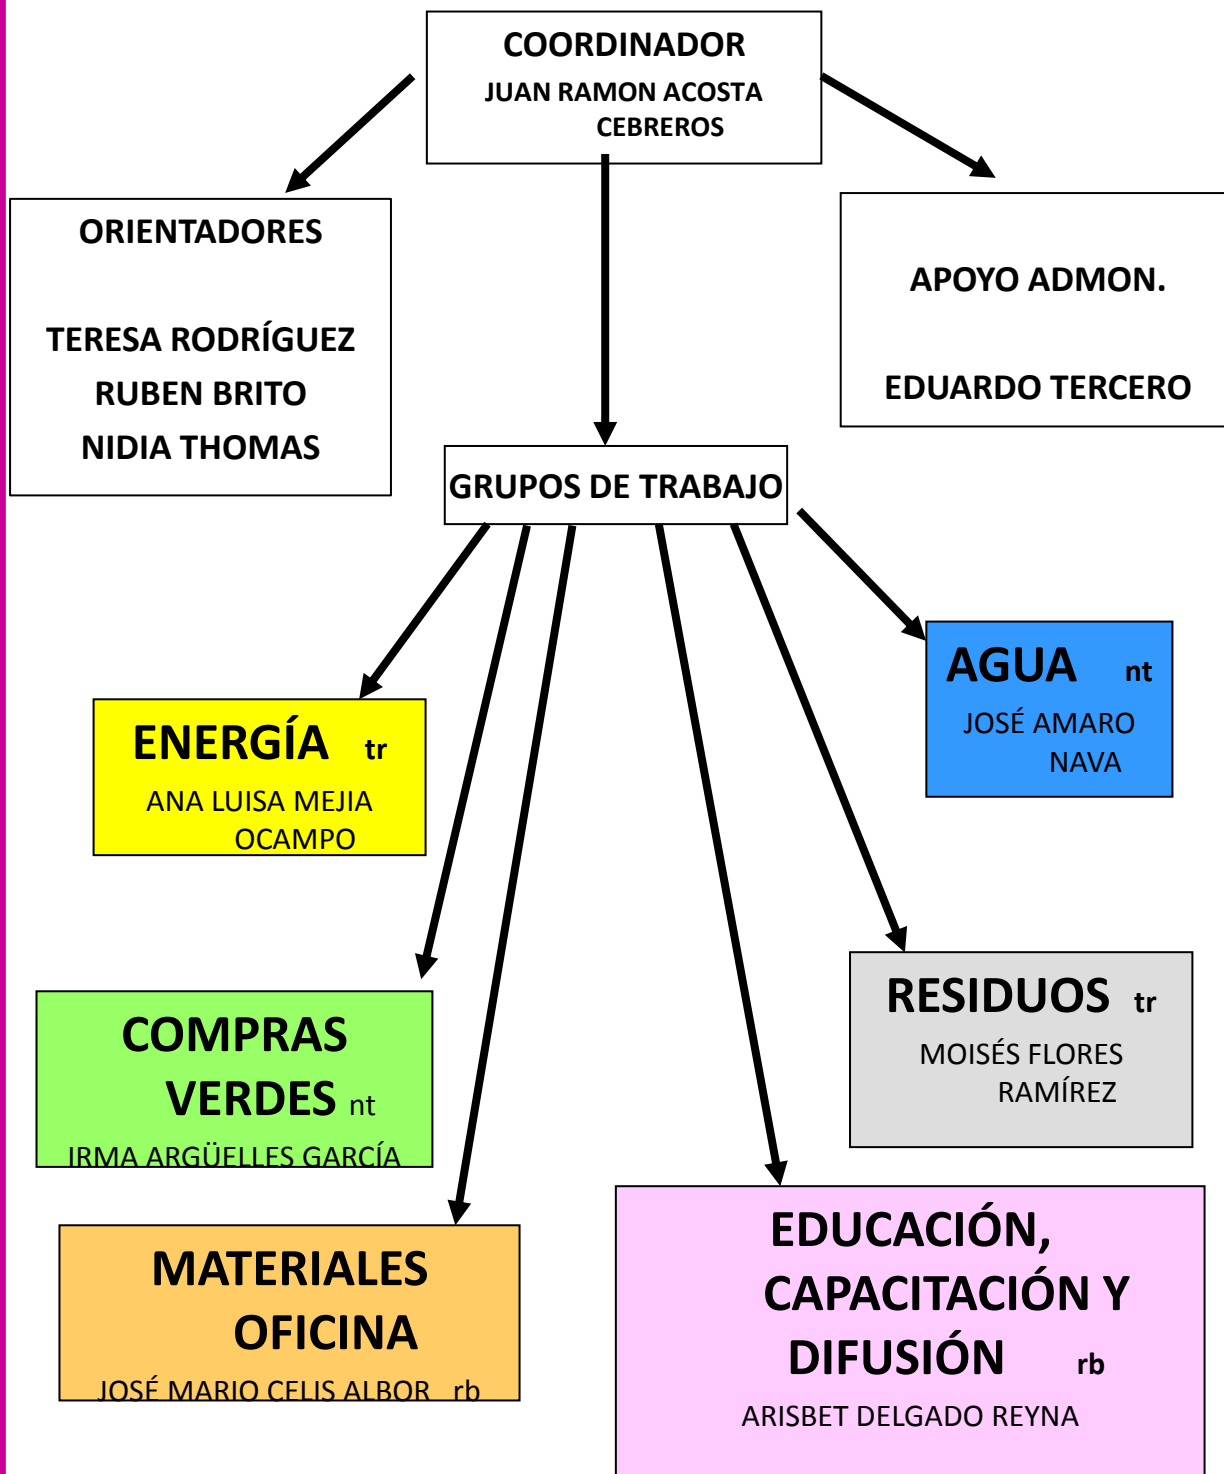 COORDINADOR
JUAN RAMON ACOSTA
CEBREROS
ORIENTADORES
TERESA RODRÍGUEZ
RUBEN BRITO
NIDIA THOMAS
APOYO ADMON.
EDUARDO TERCERO
GRUPOS DE TRABAJO
AGUA nt
JOSÉ AMARO
NAVA
ENERGÍA tr
ANA LUISA MEJIA
OCAMPO
RESIDUOS tr
MOISÉS FLORES
RAMÍREZ
COMPRAS
VERDES nt
IRMA ARGÜELLES GARCÍA
MATERIALES
OFICINA
JOSÉ MARIO CELIS ALBOR rb
EDUCACIÓN,
CAPACITACIÓN Y
DIFUSIÓN rb
ARISBET DELGADO REYNA